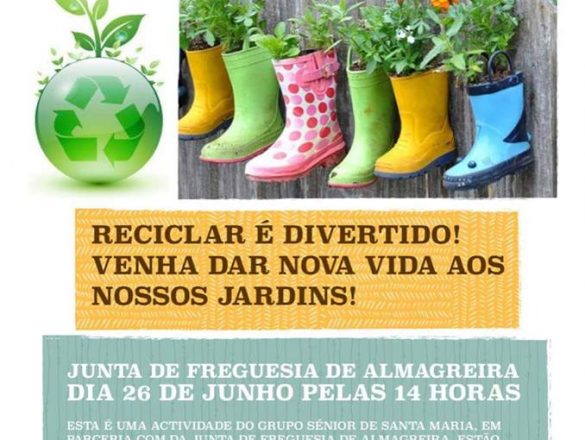 RECICLAR É DIVERTIDO!
VENHA DAR NOVA VIDA AOS
NOSSOS JARDINS!
JUNTA DE FREGUESIA DE ALMAGREIRA
DIA 26 DE JUNHO PELAS 14 HORAS
ESTA É UMA ACTIVIDADE DO GRUPO SÉNIOR DE SANTA MARIA, EM
PARCERIA COM DA JUNTA DE FREGUESIA DE ALMAGREIRA ESTÃO